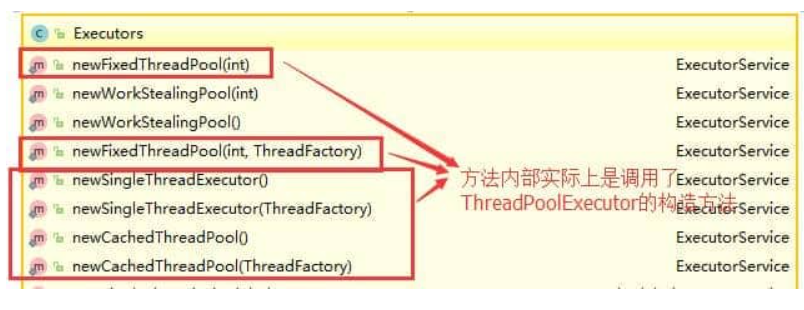 Executors
newFixedThreadPool(int) ExecutorService
newWorkStealingPool(int) ExecutorService
newWorkStealingPool() ExecutorService
newFixedThreadPool(int, ThreadFactory) ExecutorService
newSingleThreadExecutor() ExecutorService
newSingleThreadExecutor(ThreadFactory) ExecutorService
newCachedThreadPool() ExecutorService
newCachedThreadPool(ThreadFactory) ExecutorService
方法内部实际上是调用了
ThreadPoolExecutor的构造方法